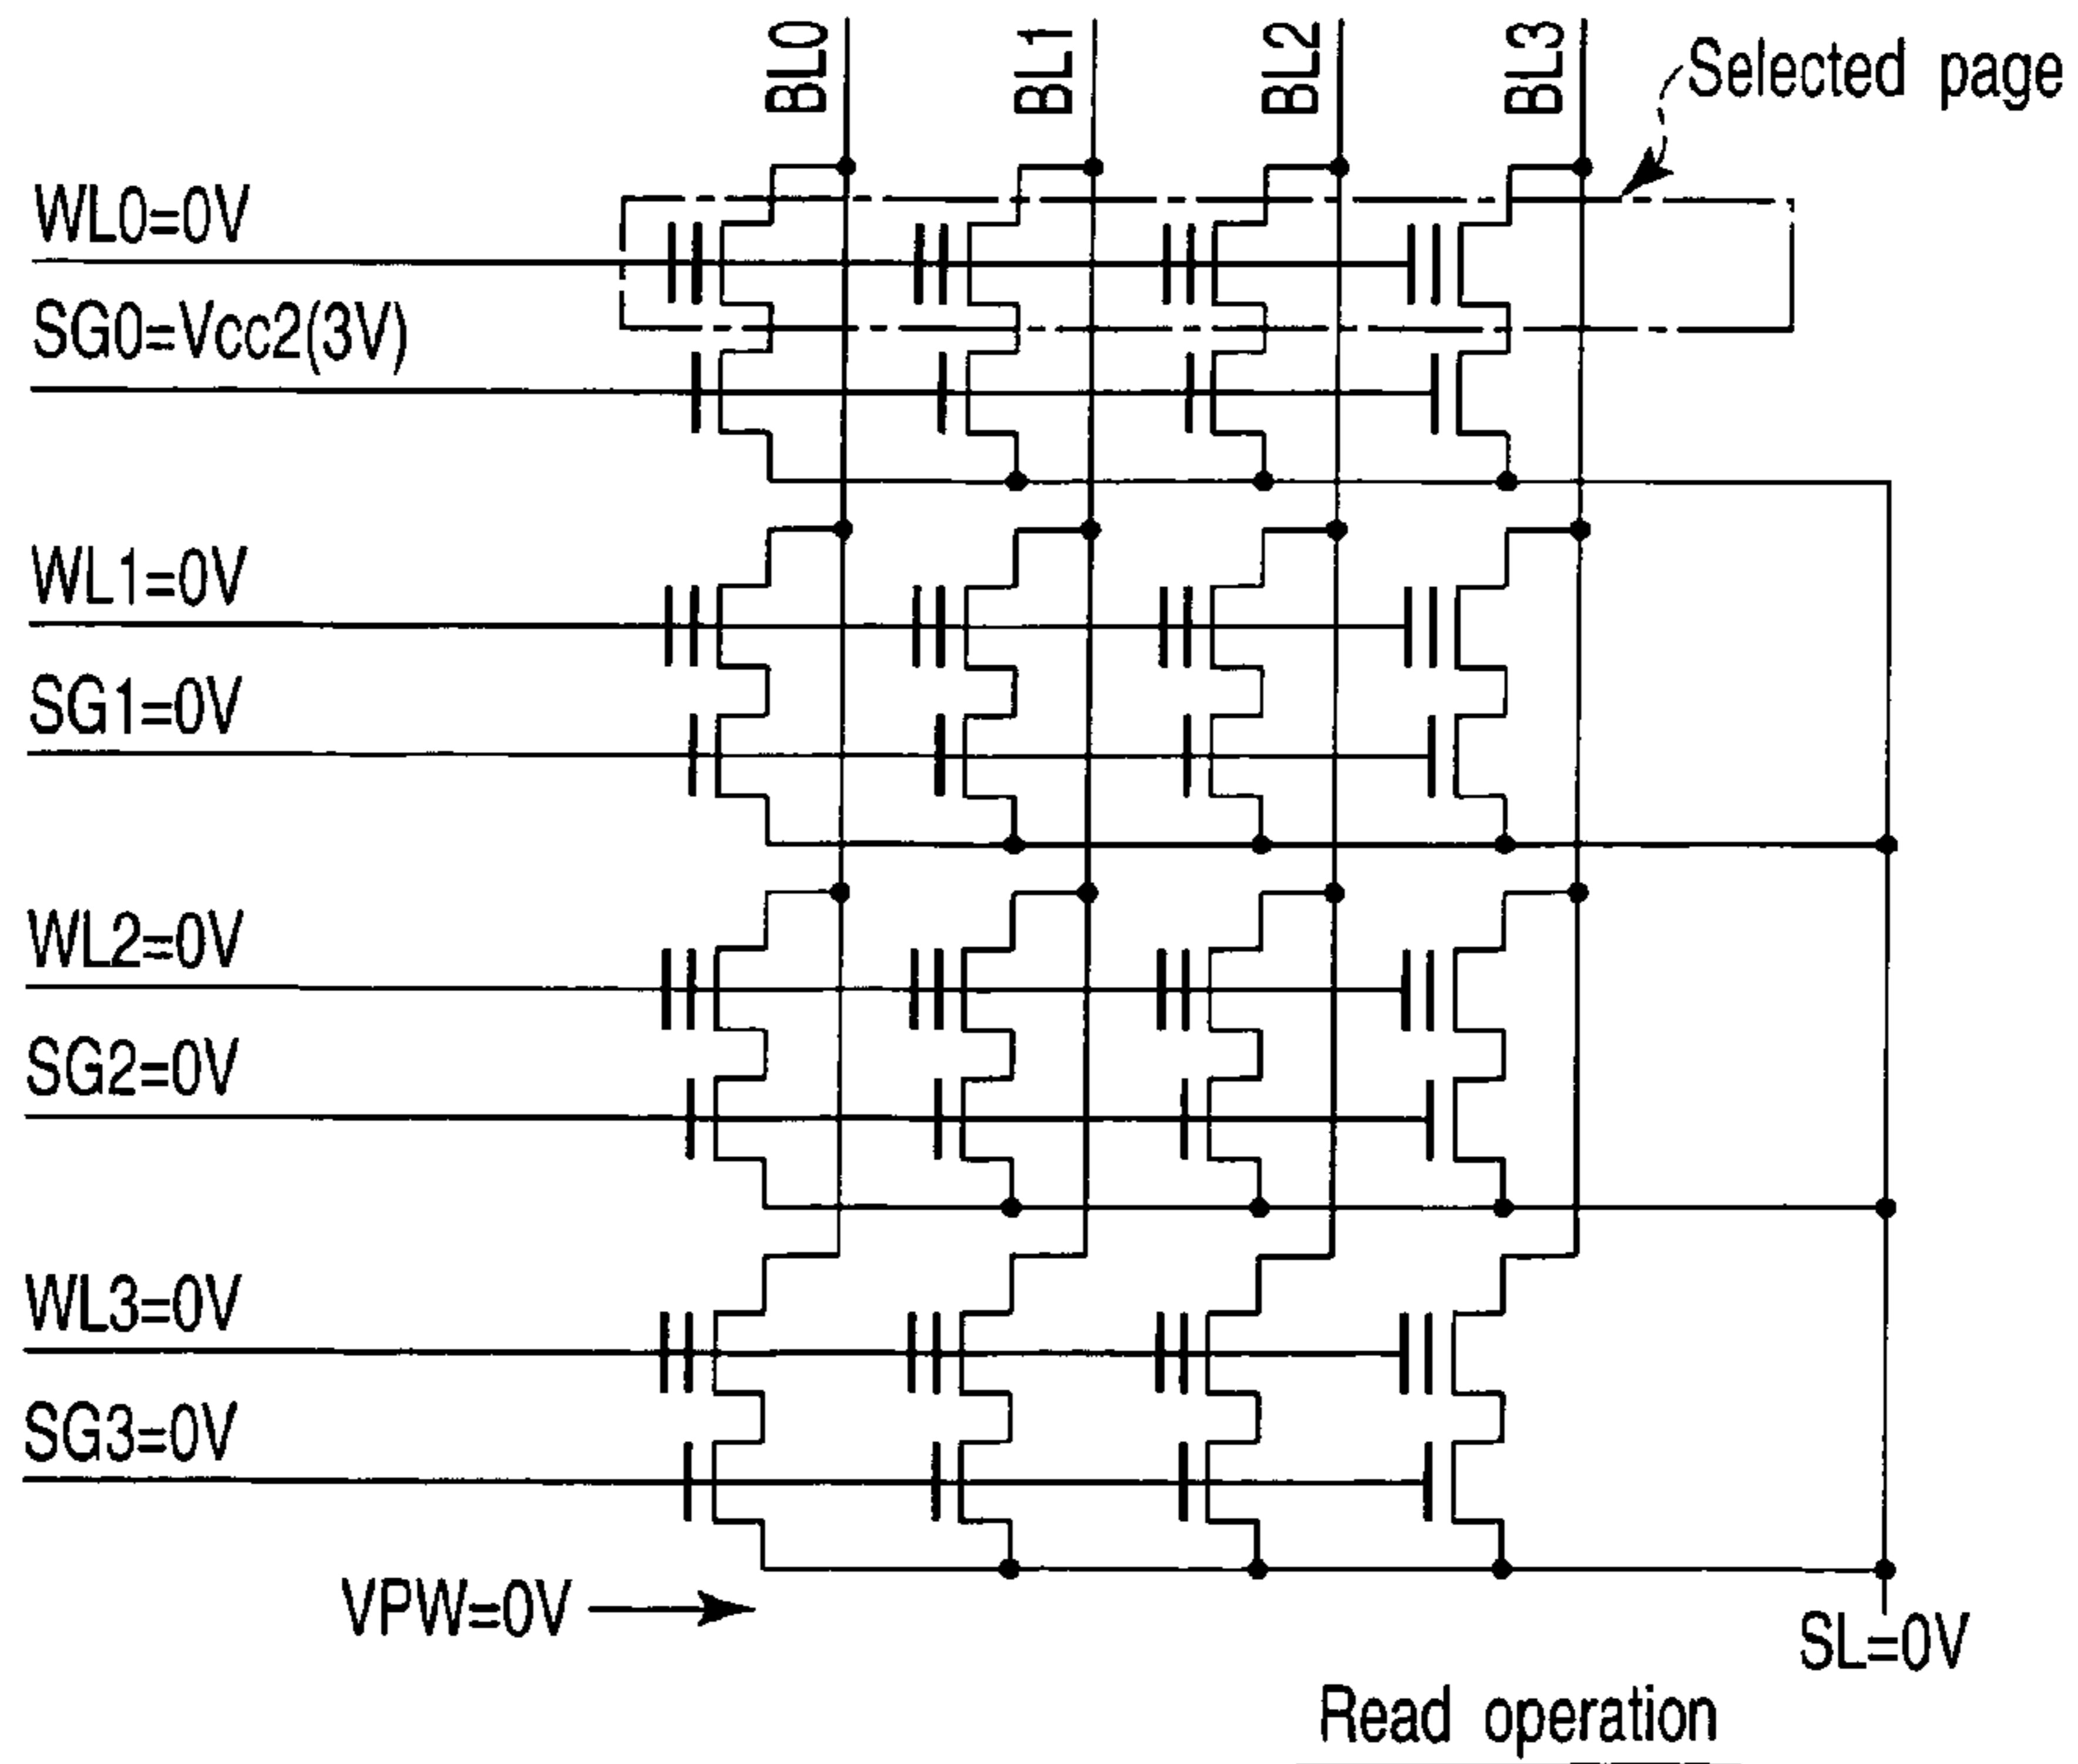 BL0
BL1
BL2
BL3
Selected page
WL0=0V
SG0=Vcc2(3V)
WL1=0V
SG1=0V
WL2=0V
SG2=0V
WL3=0V
SG3=0V
VPW=0V
SL=0V
Read operation